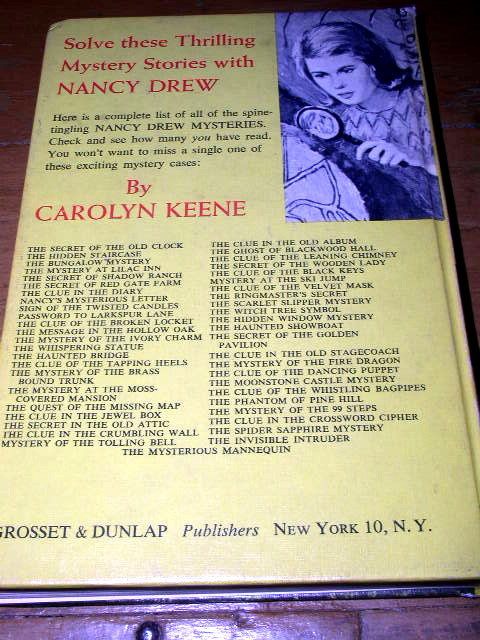 Solve these Thrilling
Mystery Stories with
NANCY DREW
Here is a complete list of all of the spine-
tingling NANCY DREW MYSTERIES.
Check and see how many you have read.
You won't want to miss a single one of
these exciting mystery cases:
By
CAROLYN KEENE
THE SECRET OF THE OLD CLOCK
THE HIDDEN STAIRCASE
THE BUNGALOW MYSTERY
THE MYSTERY AT LILAC INN
THE SECRET OF SHADOW RANCH
THE SECRET OF RED GATE FARM
THE CLUE IN THE DIARY
NANCY'S MYSTERIOUS LETTER
SIGN OF THE TWISTED CANDLES
PASSWORD TO LARKSPUR LANE
THE CLUE OF THE BROKEN LOCKET
THE MESSAGE IN THE HOLLOW OAK
THE MYSTERY OF THE IVORY CHARM
THE WHISPERING STATUE
THE HAUNTED BRIDGE
THE CLUE OF THE TAPPING HEELS
THE MYSTERY OF THE BRASS
BOUND TRUNK
THE MYSTERY AT THE MOSS-
COVERED MANSION
THE QUEST OF THE MISSING MAP
THE CLUE IN THE JEWEL BOX
THE SECRET IN THE OLD ATTIC
THE CLUE IN THE CRUMBLING WALL
MYSTERY OF THE TOLLING BELL
THE CLUE IN THE OLD ALBUM
THE GHOST OF BLACKWOOD HALL
THE CLUE OF THE LEANING CHIMNEY
THE SECRET OF THE WOODEN LADY
THE CLUE OF THE BLACK KEYS
MYSTERY AT THE SKI JUMP
THE CLUE OF THE VELVET MASK
THE RINGMASTER'S SECRET
THE SCARLET SLIPPER MYSTERY
THE WITCH TREE SYMBOL
THE HIDDEN WINDOW MYSTERY
THE HAUNTED SHOWBOAT
THE SECRET OF THE GOLDEN
PAVILION
THE CLUE IN THE OLD STAGECOACH
THE MYSTERY OF THE FIRE DRAGON
THE CLUE OF THE DANCING PUPPET
THE MOONSTONE CASTLE MYSTERY
THE CLUE OF THE WHISTLING BAGPIPES
THE PHANTOM OF PINE HILL
THE MYSTERY OF THE 99 STEPS
THE CLUE IN THE CROSSWORD CIPHER
THE SPIDER SAPPHIRE MYSTERY
THE INVISIBLE INTRUDER
THE MYSTERIOUS MANNEQUIN
GROSSET & DUNLAP Publishers NEW YORK 10, N. Y.